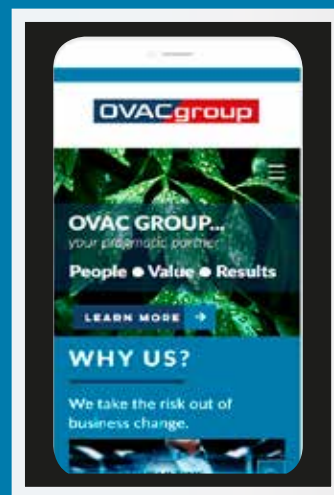 OVACgroup
OVAC GROUP...
your pragmatic partner
People ● Value ● Results
LEARN MORE →
WHY US?
We take the risk out of
business change.